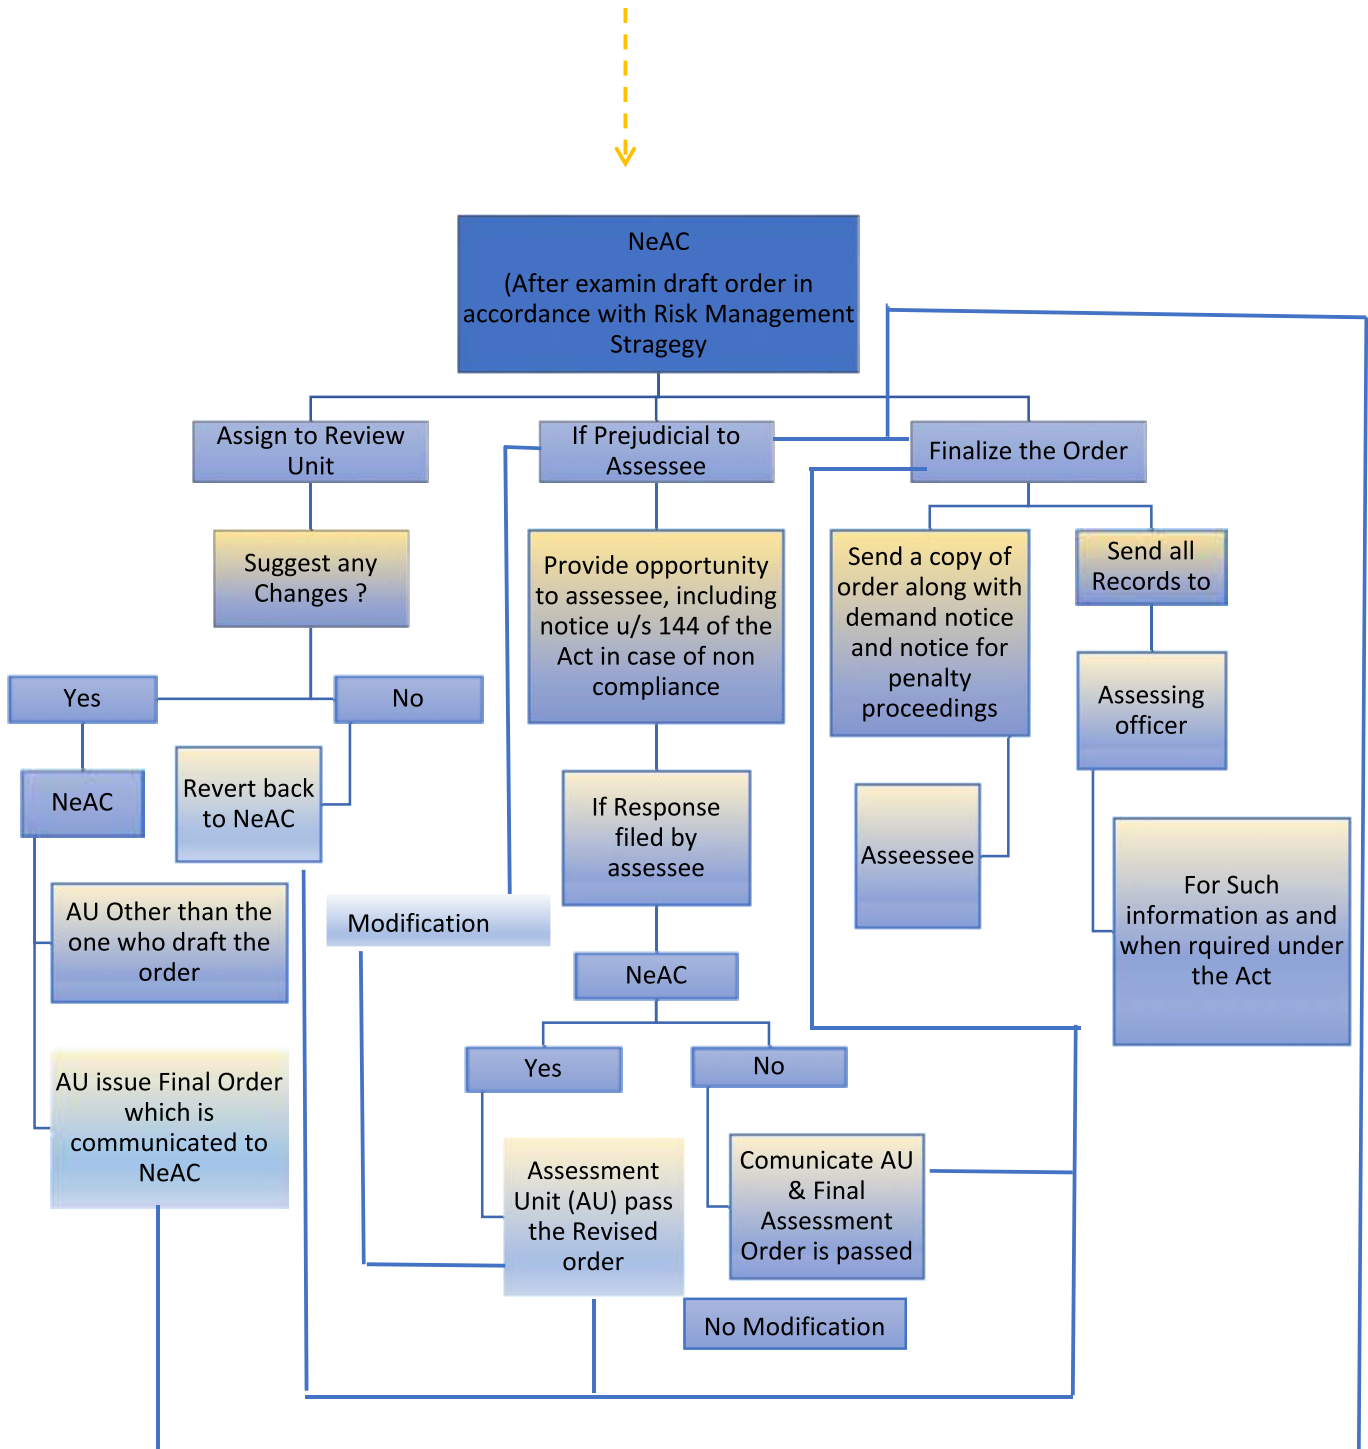 NeAC
(After examin draft order in
accordance with Risk Management
Stragegy
Assign to Review
Unit
If Prejudicial to
Assessee
Finalize the Order
Suggest any
Changes ?
Provide opportunity
to assessee, including
notice u/s 144 of the
Act in case of non
compliance
Send a copy of
order along with
demand notice
and notice for
penalty
proceedings
Send all
Records to
Yes
No
Assessing
officer
NeAC
Revert back
to NeAC
If Response
filed by
assessee
Asseessee
For Such
information as and
when rquired under
the Act
AU Other than the
one who draft the
order
Modification
NeAC
Yes
No
AU issue Final Order
which is
communicated to
NeAC
Assessment
Unit (AU) pass
the Revised
order
Comunicate AU
& Final
Assessment
Order is passed
No Modification